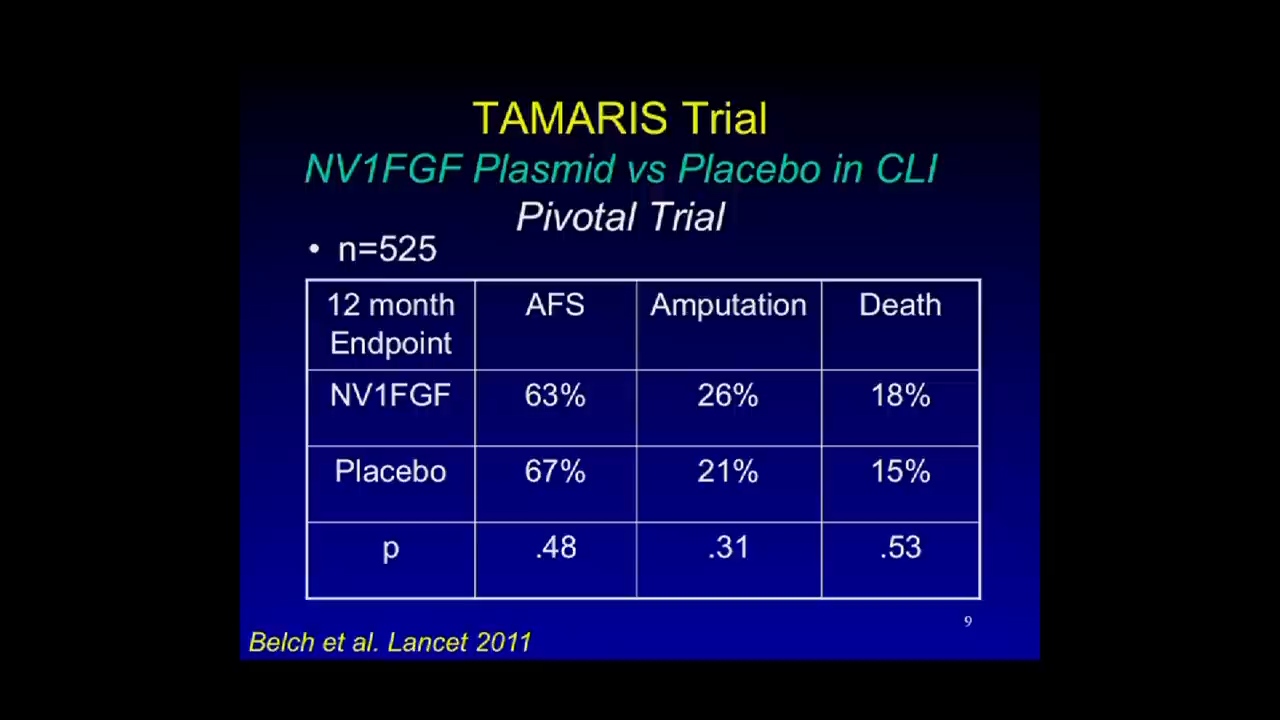 TAMARIS Trial
NV1FGF Plasmid vs Placebo in CLI
Pivotal Trial
• n=525
12 month Endpoint AFS Amputation Death
NV1FGF 63% 26% 18%
Placebo 67% 21% 15%
p .48 .31 .53
9
Belch et al. Lancet 2011